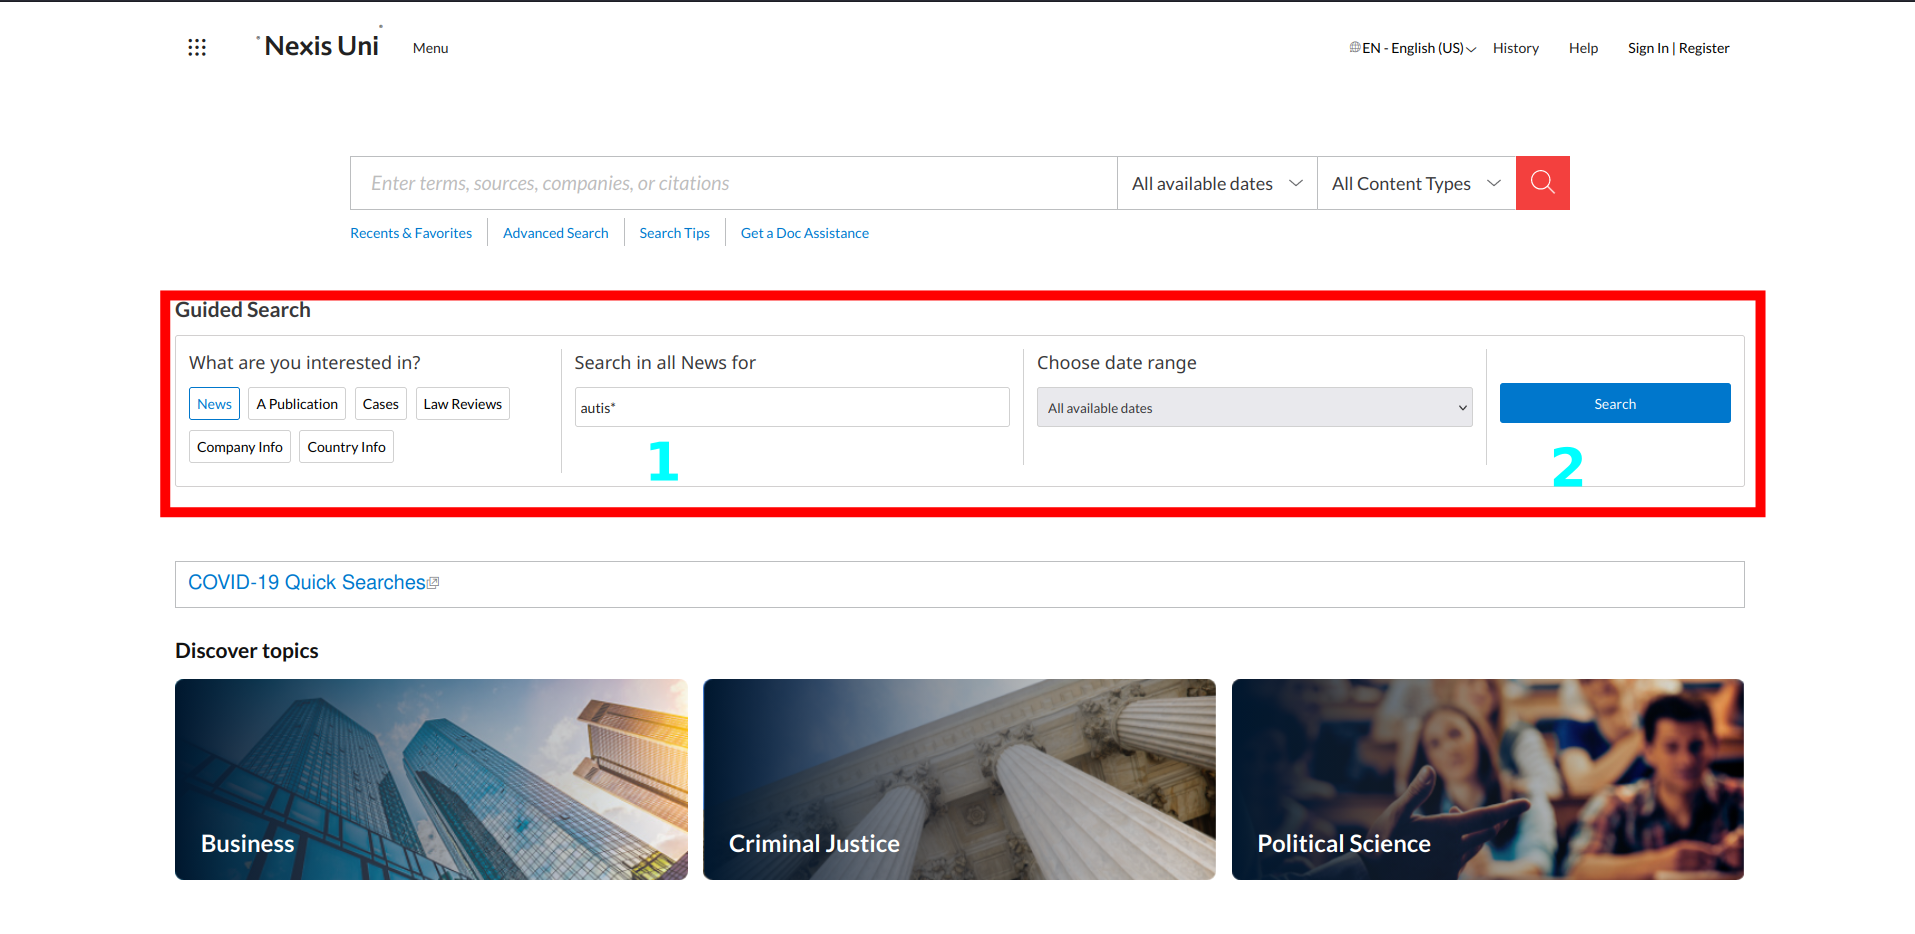 Nexis Uni Menu EN - English (US) History Help Sign In | Register
Enter terms, sources, companies, or citations All available dates All Content Types
Recents & Favorites Advanced Search Search Tips Get a Doc Assistance
Guided Search
What are you interested in?
News A Publication Cases Law Reviews
Company Info Country Info
Search in all News for
autis*
1
Choose date range
All available dates
Search
2
COVID-19 Quick Searches
Discover topics
Business
Criminal Justice
Political Science